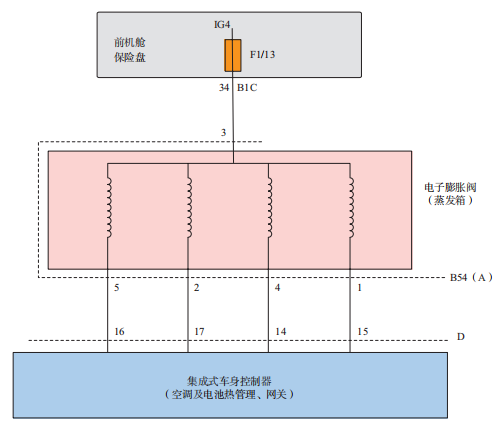 IG4
前机舱
保险盘
F1/13
34 B1C
3
电子膨胀阀
（蒸发箱）
B54（A）
5 2 4 1
16 17 14 15
D
集成式车身控制器
（空调及电池热管理、网关）